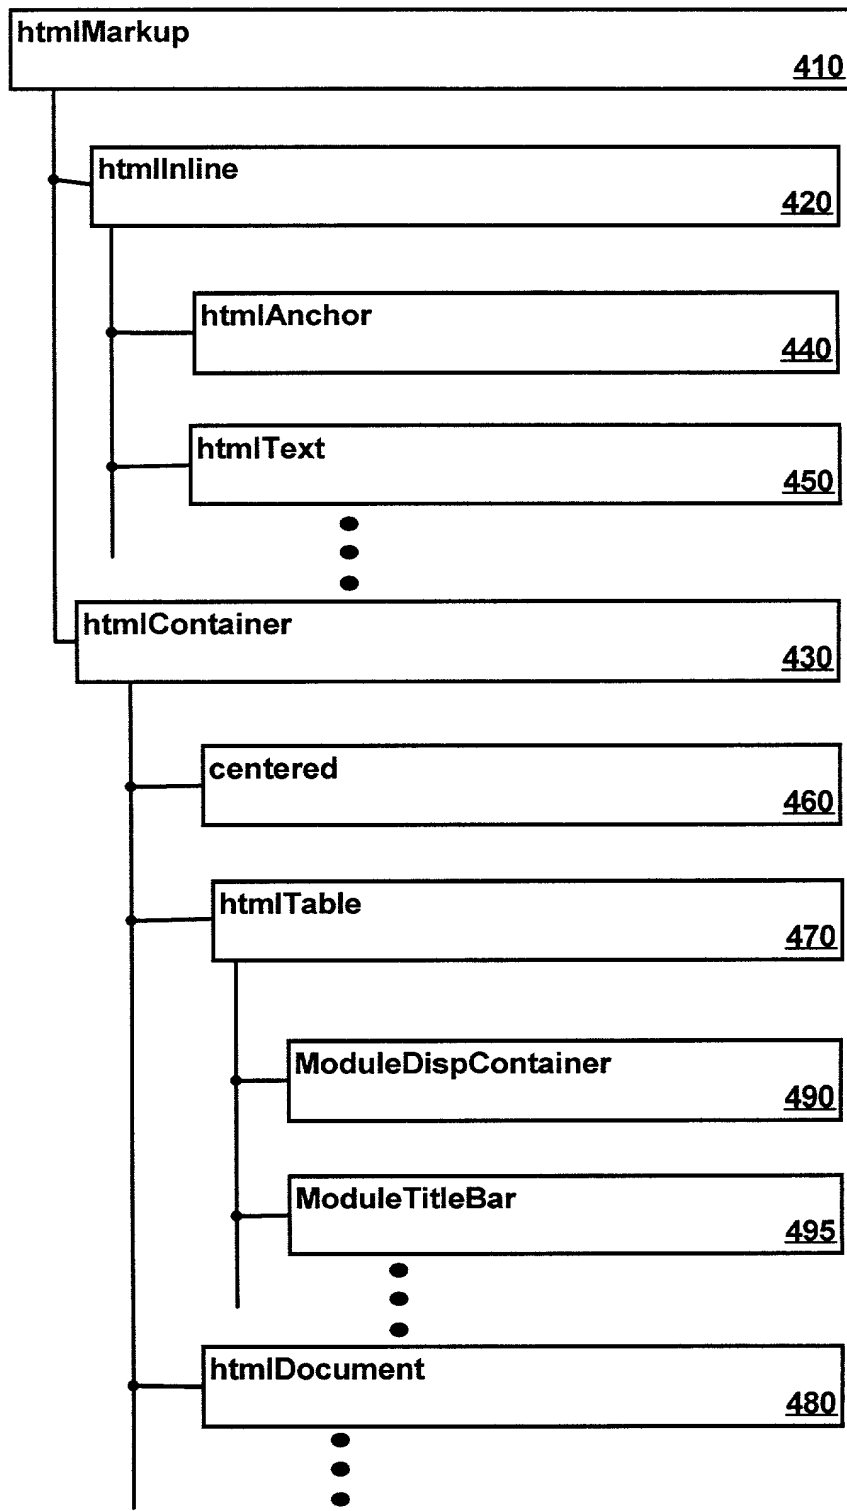 htmlMarkup
410
htmlInline
420
htmlAnchor
440
htmlText
450
htmlContainer
430
centered
460
htmlTable
470
ModuleDispContainer
490
ModuleTitleBar
495
htmlDocument
480